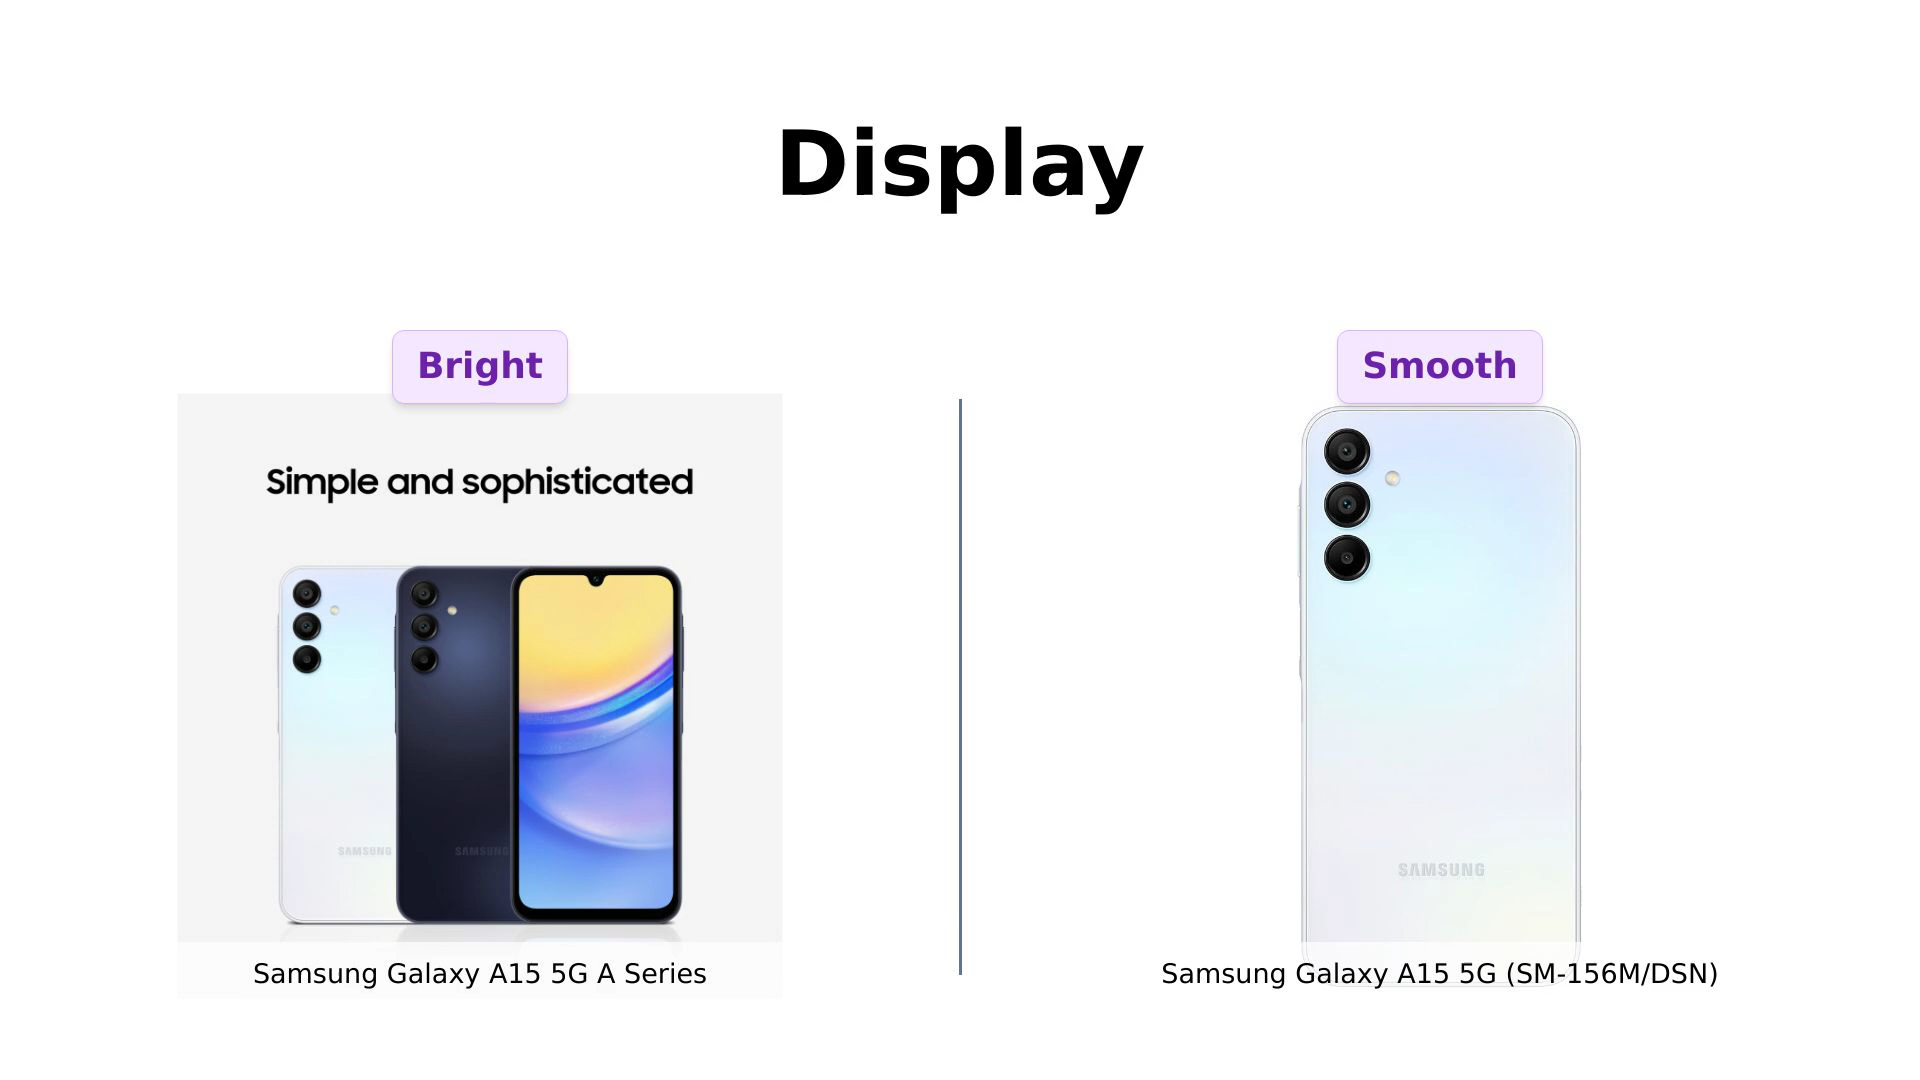 Display
Bright
Smooth
Simple and sophisticated
SAMSUNG
SAMSUNG
SAMSUNG
Samsung Galaxy A15 5G A Series
Samsung Galaxy A15 5G (SM-156M/DSN)